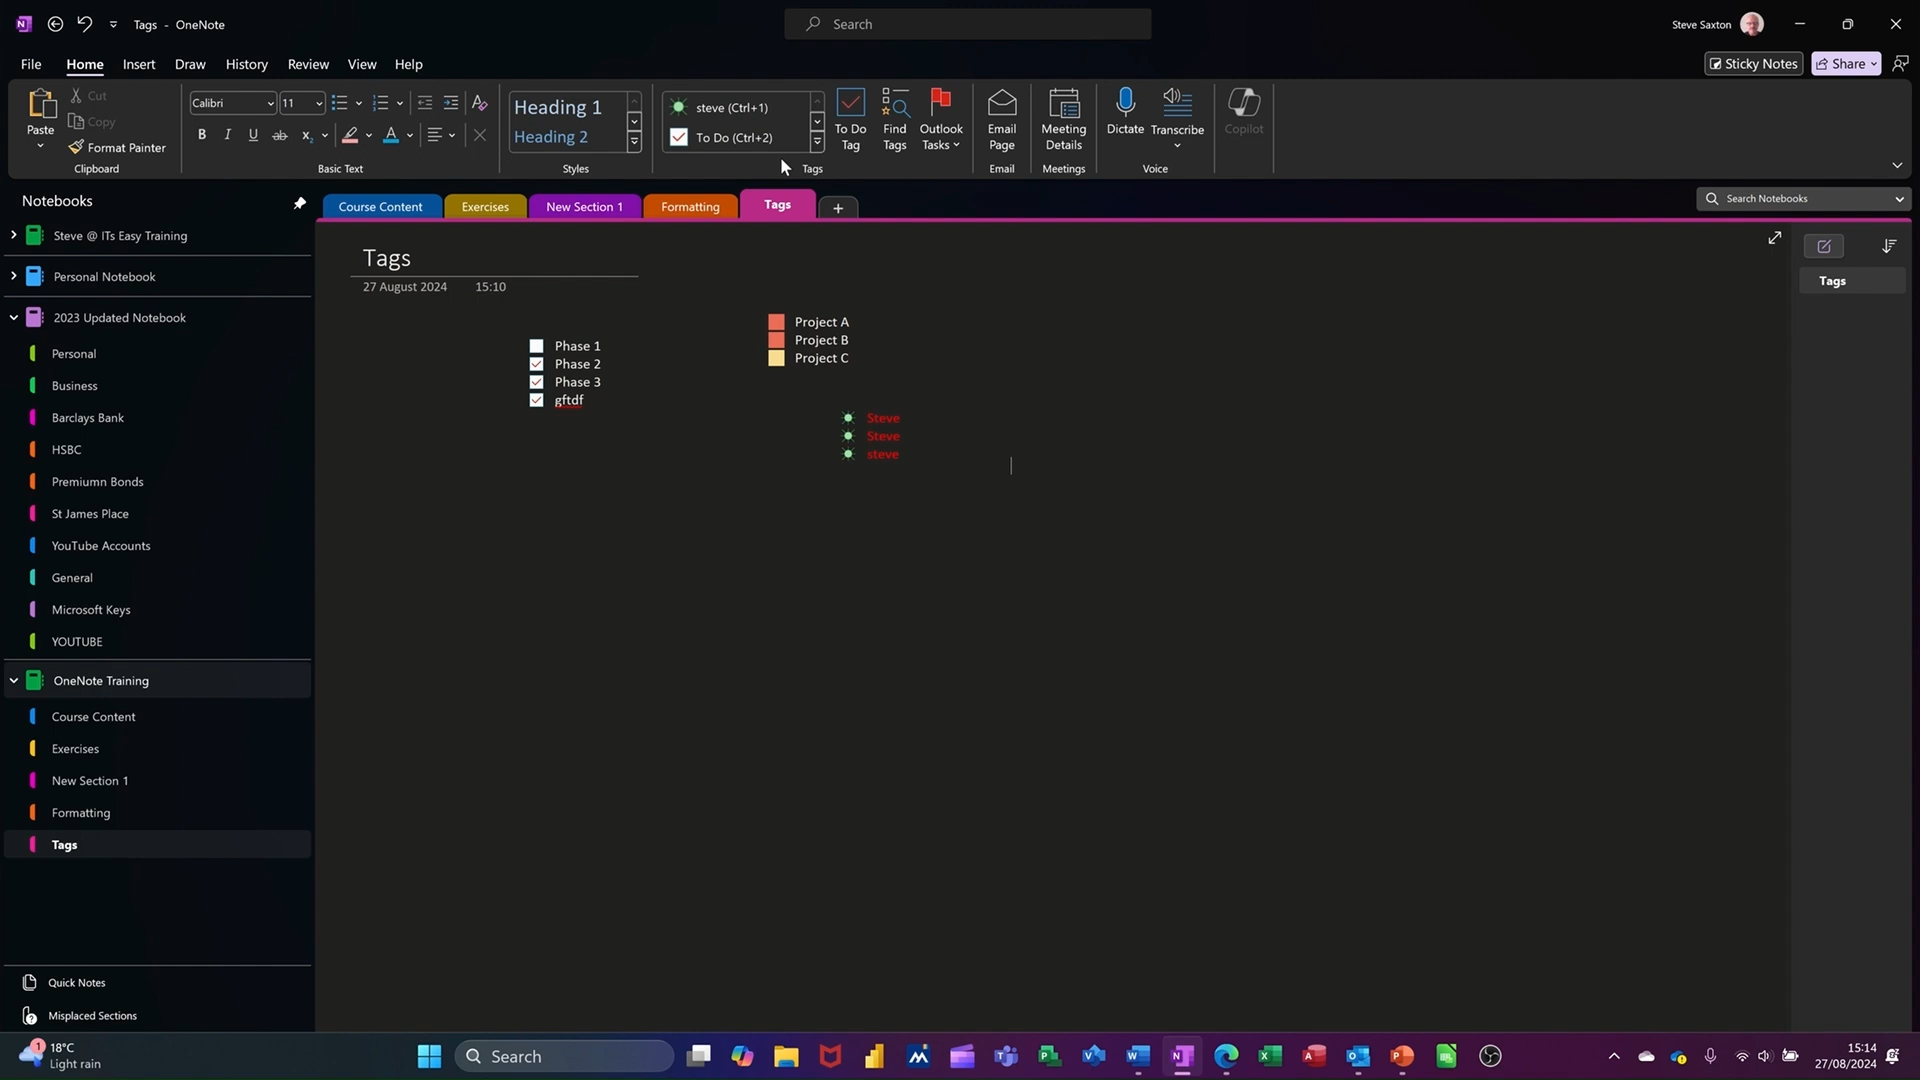 Tags - OneNote
Search
Steve Saxton
File Home Insert Draw History Review View Help
Sticky Notes
Share
Paste
Cut
Copy
Format Painter
Clipboard
Calibri 11
Basic Text
Heading 1
Heading 2
Styles
steve (Ctrl+1)
To Do (Ctrl+2)
Tags
To Do Tag
Find Tags
Outlook Tasks
Email Page
Email
Meeting Details
Meetings
Dictate
Transcribe
Voice
Copilot
Notebooks
Course Content
Exercises
New Section 1
Formatting
Tags
Search Notebooks
Steve @ ITs Easy Training
Personal Notebook
2023 Updated Notebook
Personal
Business
Barclays Bank
HSBC
Premiumn Bonds
St James Place
YouTube Accounts
General
Microsoft Keys
YOUTUBE
OneNote Training
Course Content
Exercises
New Section 1
Formatting
Tags
Quick Notes
Misplaced Sections
Tags
27 August 2024 15:10
Phase 1
Phase 2
Phase 3
gftdf
Project A
Project B
Project C
Steve
Steve
steve
Tags
1
18°C
Light rain
Search
15:14
27/08/2024